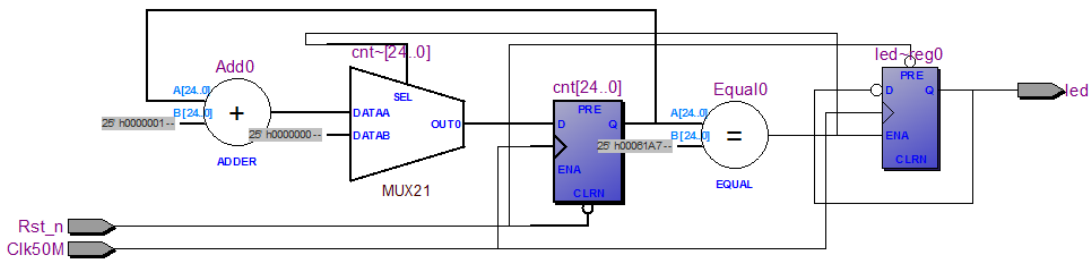 cnt~[24..0]
led~reg0
Add0
cnt[24..0]
Equal0
SEL
PRE
D
Q
led
A[24..0]
B[24..0]
25' h0000001--
+
DATAA
DATAB
OUT0
25' h0000000--
PRE
D
Q
ENA
CLRN
A[24..0]
B[24..0]
25' h00061A7--
=
ENA
CLRN
ADDER
MUX21
EQUAL
Rst_n
Clk50M